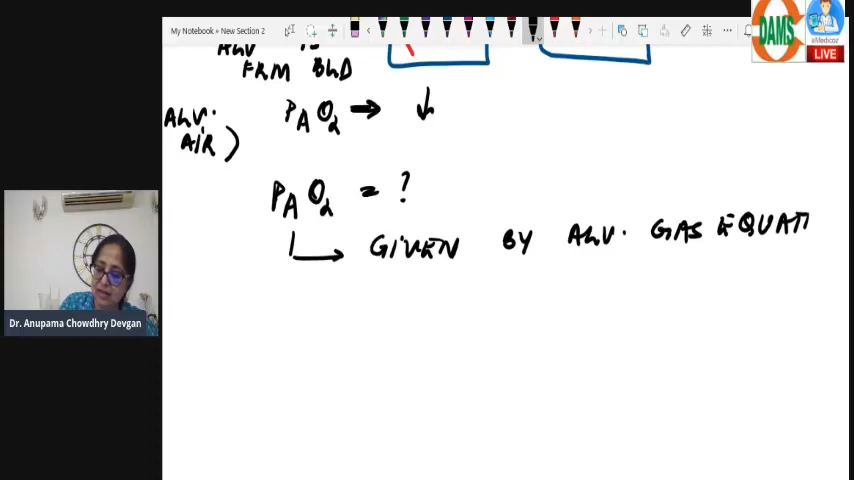 My Notebook » New Section 2
DAMS
eMedicoz
LIVE
FRM BLD
ALV.
AIR)
PAO2 → ↓
PAO2 = ?
GIVEN BY ALV. GAS EQUATI
Dr. Anupama Chowdhry Devgan